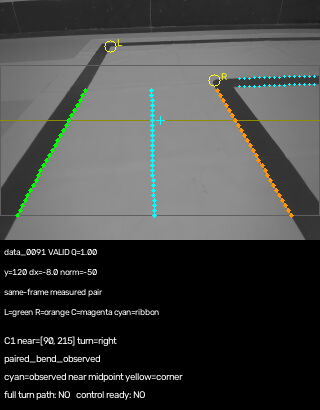 L
R
data_0091 VALID Q=1.00
y=120 dx=-8.0 norm=-50
same-frame measured pair
L=green R=orange C=magenta cyan=ribbon
C1 near=[90, 215] turn=right
paired_bend_observed
cyan=observed near midpoint yellow=corner
full turn path: NO control ready: NO